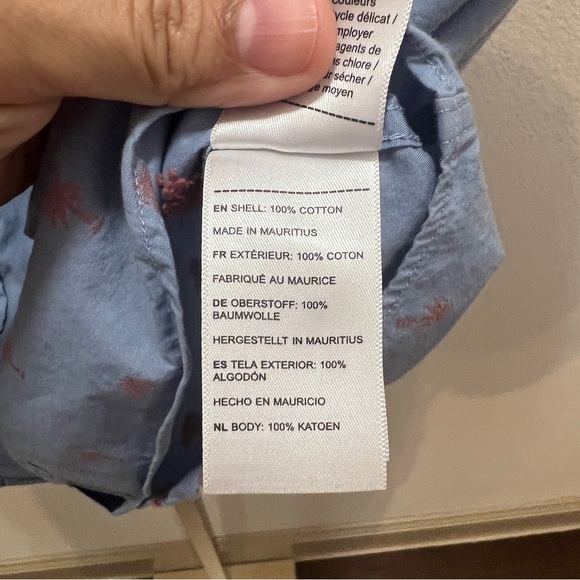 couleurs
cycle délicat /
employer
agents de
s chlore /
sécher /
moyen
EN SHELL: 100% COTTON
MADE IN MAURITIUS
FR EXTÉRIEUR: 100% COTON
FABRIQUÉ AU MAURICE
DE OBERSTOFF: 100%
BAUMWOLLE
HERGESTELLT IN MAURITIUS
ES TELA EXTERIOR: 100%
ALGODÓN
HECHO EN MAURICIO
NL BODY: 100% KATOEN